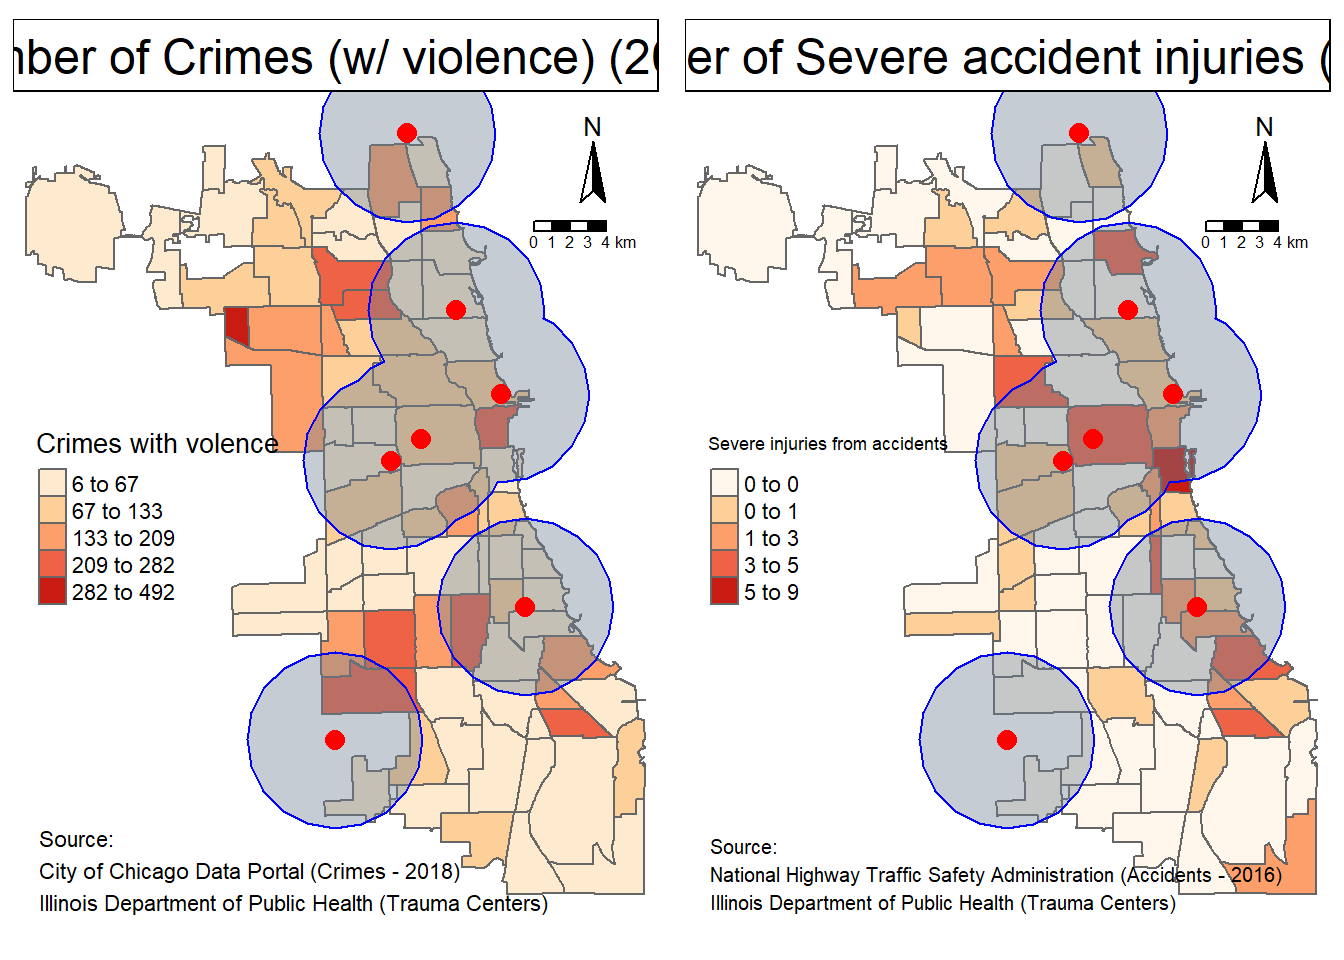 mber of Crimes (w/ violence) (20
N
0 1 2 3 4 km
Crimes with volence
6 to 67
67 to 133
133 to 209
209 to 282
282 to 492
Source:
City of Chicago Data Portal (Crimes - 2018)
Illinois Department of Public Health (Trauma Centers)
er of Severe accident injuries (
N
0 1 2 3 4 km
Severe injuries from accidents
0 to 0
0 to 1
1 to 3
3 to 5
5 to 9
Source:
National Highway Traffic Safety Administration (Accidents - 2016)
Illinois Department of Public Health (Trauma Centers)